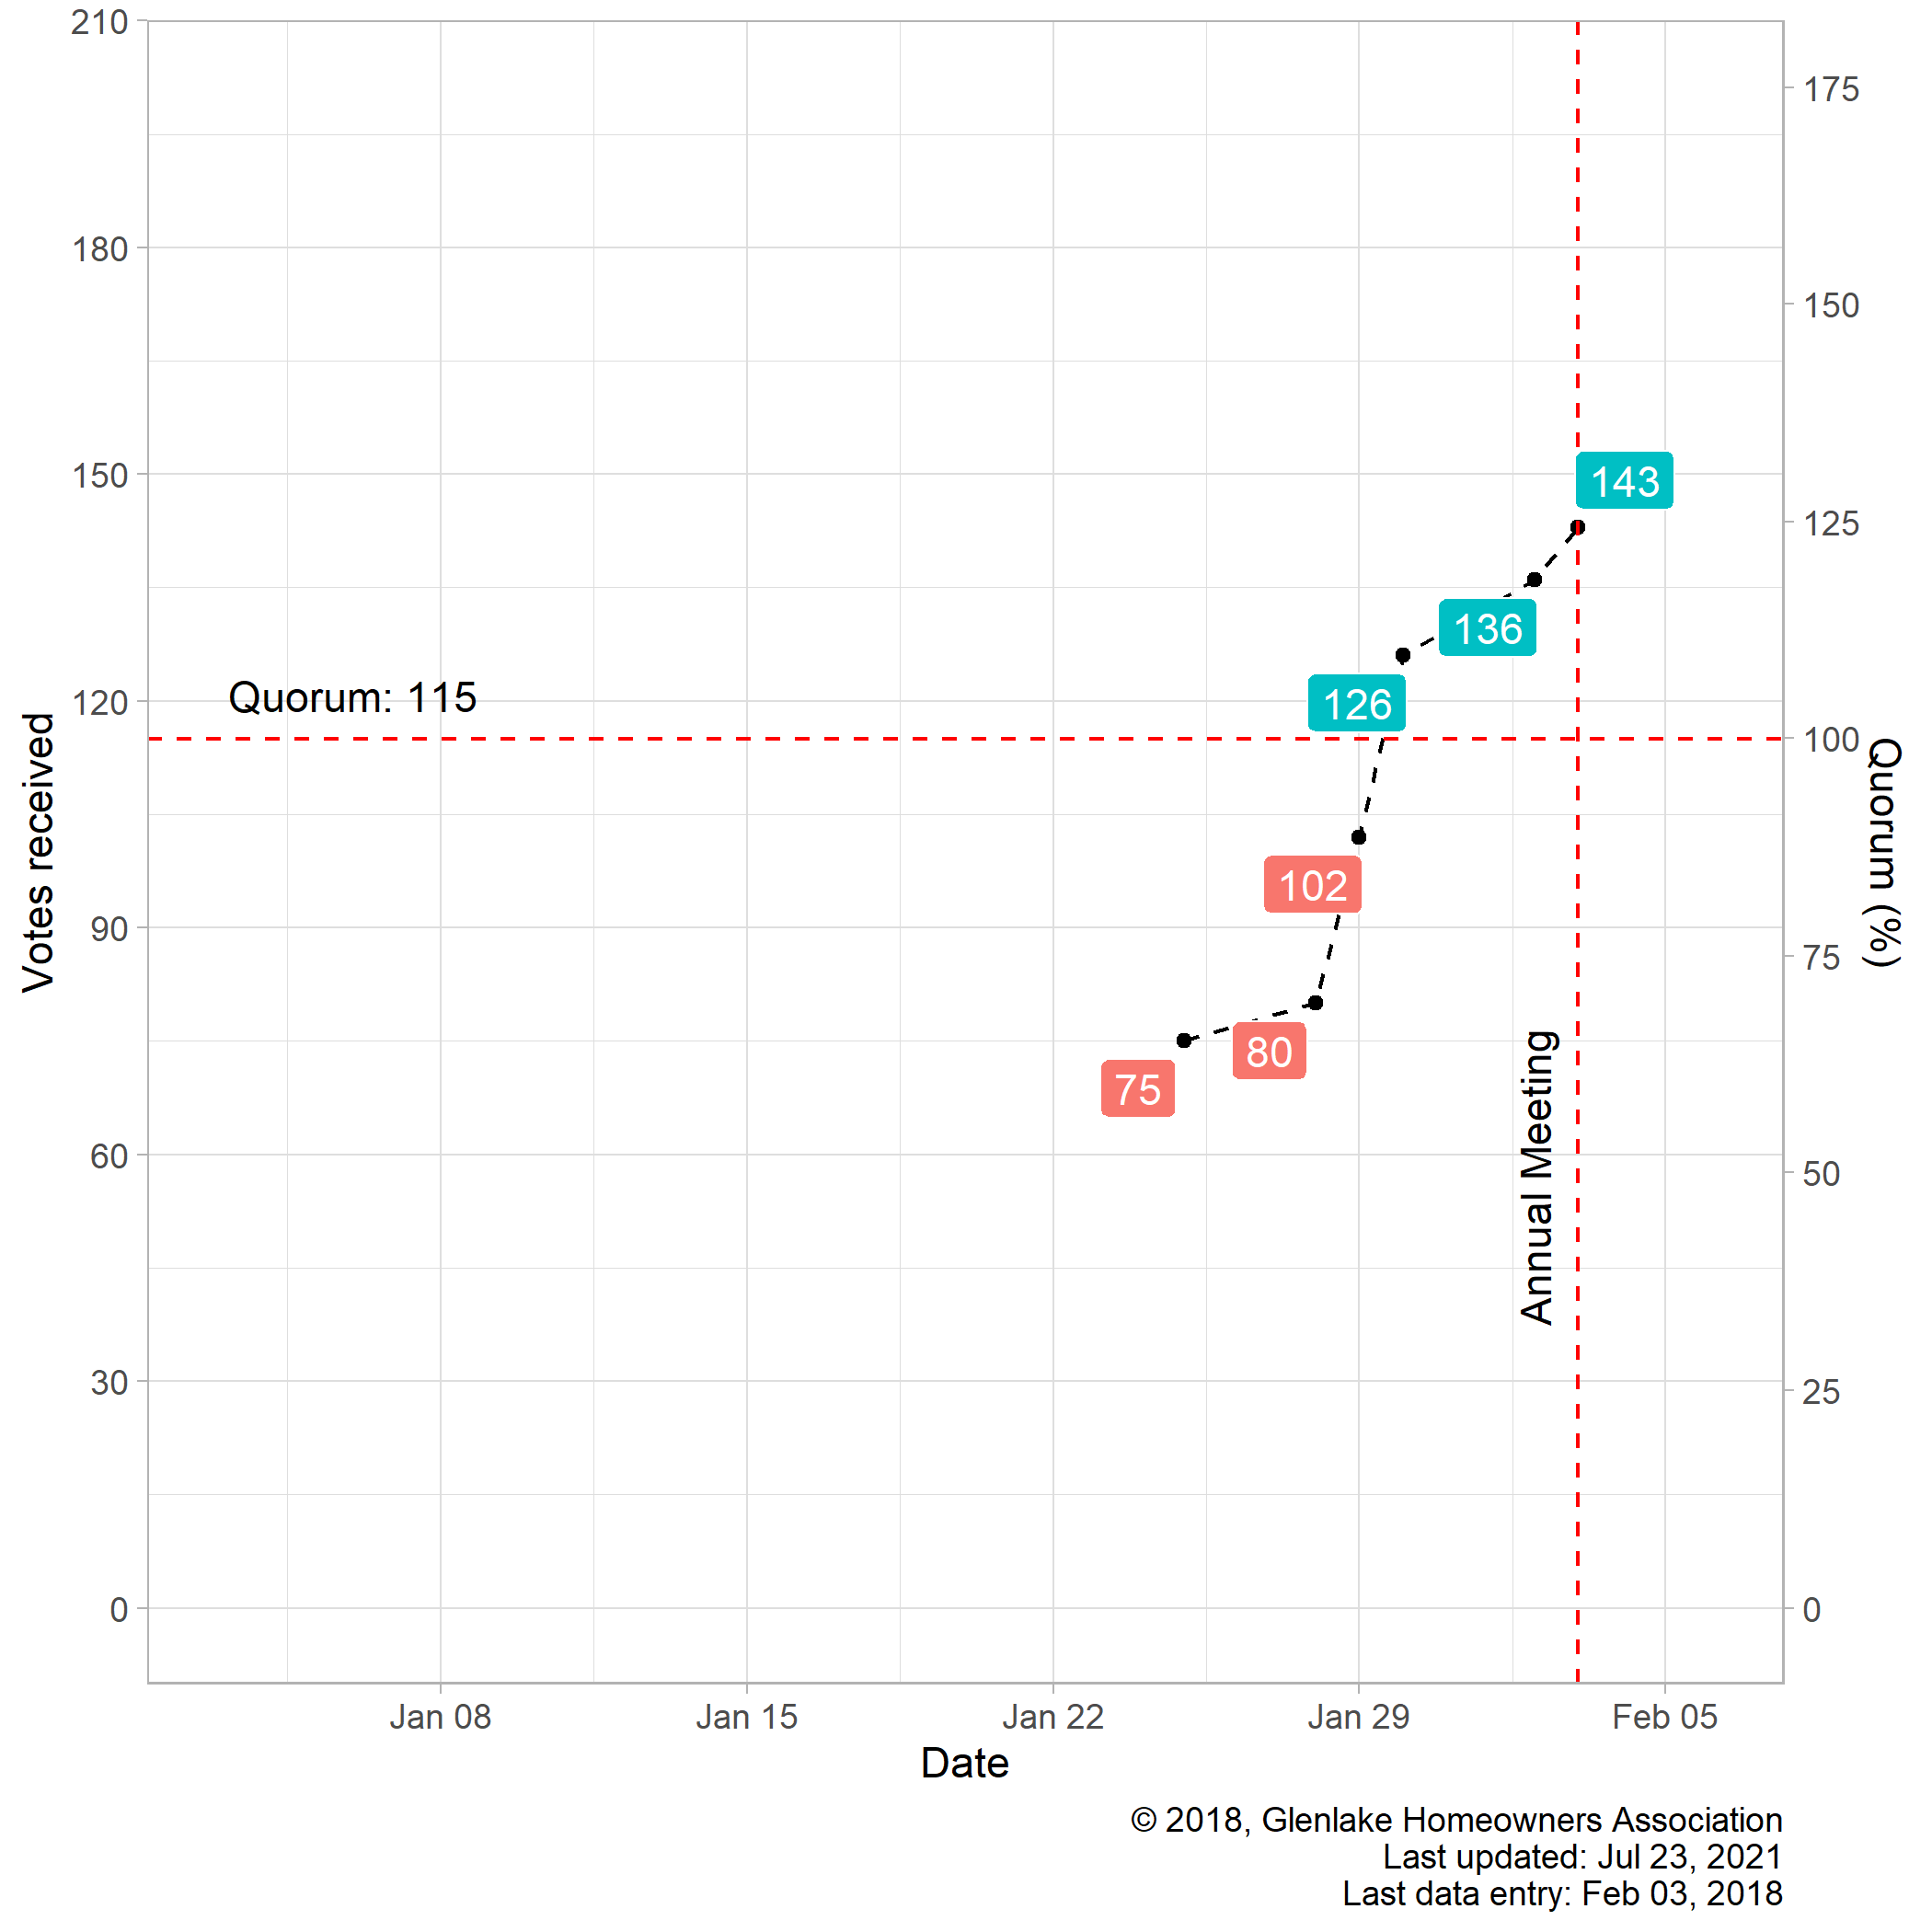 210
180
150
120
90
60
30
0
Votes received
175
150
125
100
75
50
25
0
Quorum (%)
Quorum: 115
143
136
126
102
80
75
Annual Meeting
Jan 08
Jan 15
Jan 22
Jan 29
Feb 05
Date
© 2018, Glenlake Homeowners Association
Last updated: Jul 23, 2021
Last data entry: Feb 03, 2018